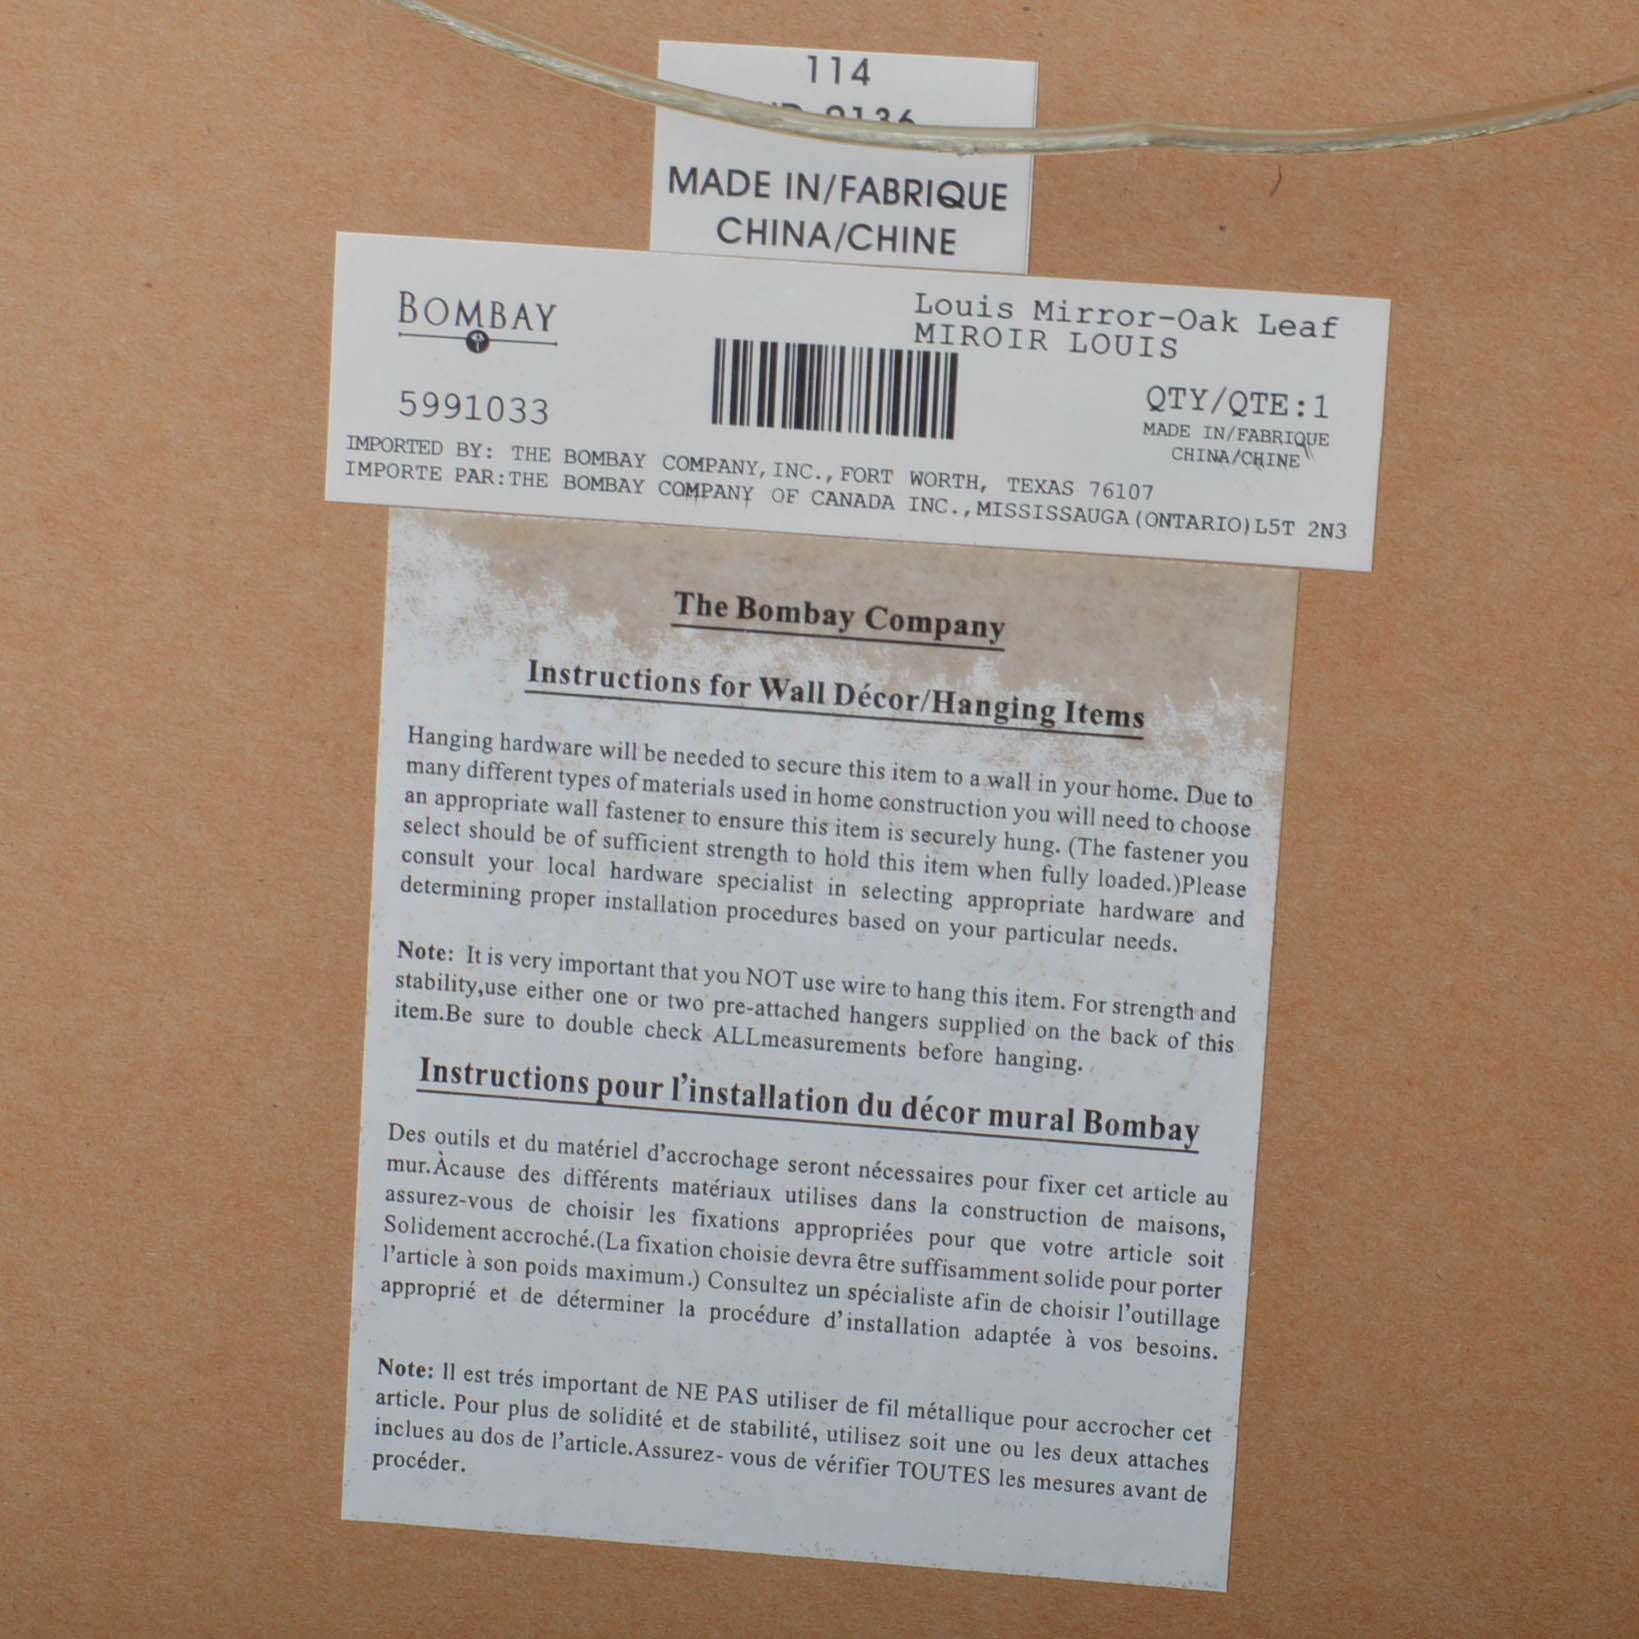 114
9136
MADE IN/FABRIQUE
CHINA/CHINE
BOMBAY
Louis Mirror-Oak Leaf
MIROIR LOUIS
5991033
QTY/QTE:1
MADE IN/FABRIQUE
CHINA/CHINE
IMPORTED BY: THE BOMBAY COMPANY,INC.,FORT WORTH, TEXAS 76107
IMPORTE PAR:THE BOMBAY COMPANY OF CANADA INC.,MISSISSAUGA(ONTARIO)L5T 2N3
The Bombay Company
Instructions for Wall Décor/Hanging Items
Hanging hardware will be needed to secure this item to a wall in your home. Due to
many different types of materials used in home construction you will need to choose
an appropriate wall fastener to ensure this item is securely hung. (The fastener you
select should be of sufficient strength to hold this item when fully loaded.)Please
consult your local hardware specialist in selecting appropriate hardware and
determining proper installation procedures based on your particular needs.
Note: It is very important that you NOT use wire to hang this item. For strength and
stability,use either one or two pre-attached hangers supplied on the back of this
item.Be sure to double check ALLmeasurements before hanging.
Instructions pour l'installation du décor mural Bombay
Des outils et du matériel d'accrochage seront nécessaires pour fixer cet article au
mur.Àcause des différents matériaux utilises dans la construction de maisons,
assurez-vous de choisir les fixations appropriées pour que votre article soit
Solidement accroché.(La fixation choisie devra être suffisamment solide pour porter
l'article à son poids maximum.) Consultez un spécialiste afin de choisir l'outillage
approprié et de déterminer la procédure d'installation adaptée à vos besoins.
Note: Il est trés important de NE PAS utiliser de fil métallique pour accrocher cet
article. Pour plus de solidité et de stabilité, utilisez soit une ou les deux attaches
inclues au dos de l'article.Assurez- vous de vérifier TOUTES les mesures avant de
procéder.